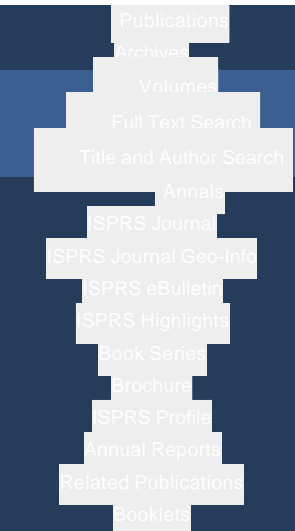 Publications
Archives
Volumes
Full Text Search
Title and Author Search
Annals
ISPRS Journal
ISPRS Journal Geo-Info
ISPRS eBulletin
ISPRS Highlights
Book Series
Brochure
ISPRS Profile
Annual Reports
Related Publications
Booklets